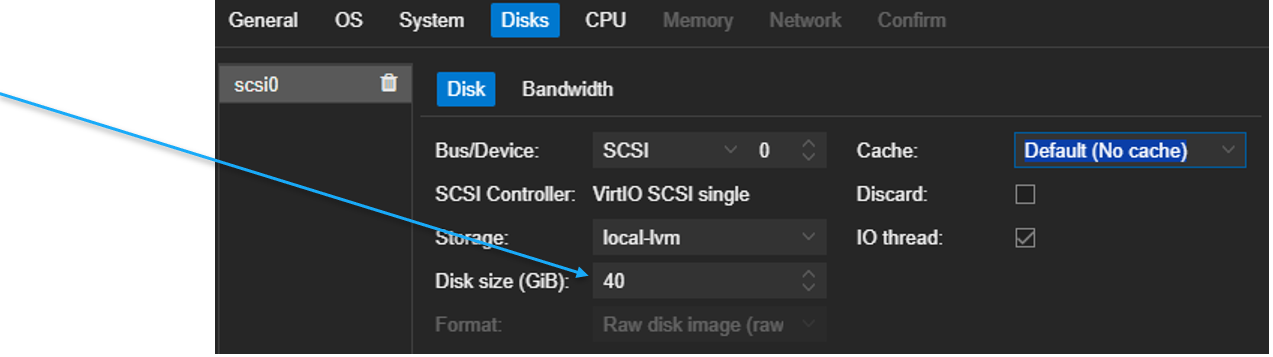 General OS System Disks CPU Memory Network Confirm
scsi0
Disk Bandwidth
Bus/Device: SCSI 0 Cache: Default (No cache)
SCSI Controller: VirtIO SCSI single Discard:
Storage: local-lvm IO thread:
Disk size (GiB): 40
Format: Raw disk image (raw